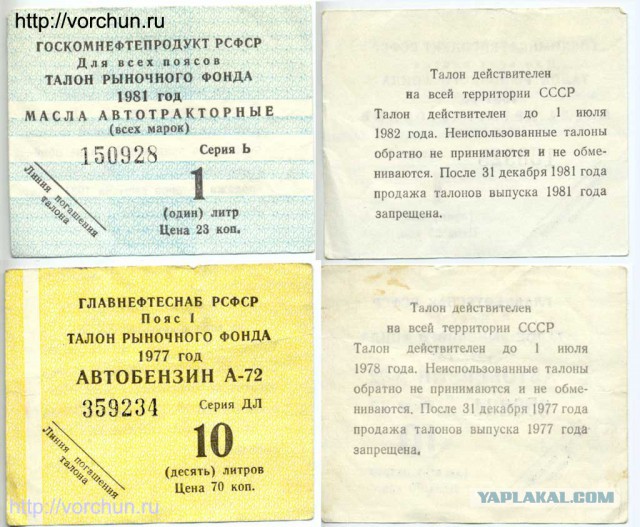 http://vorchun.ru
ГОСКОМНЕФТЕПРОДУКТ РСФСР
Для всех поясов
ТАЛОН РЫНОЧНОГО ФОНДА
1981 год
МАСЛА АВТОТРАКТОРНЫЕ
(всех марок)
150928 Серия Ь
Линия погашения
талона
1
(один) литр
Цена 23 коп.
Талон действителен
на всей территории СССР
Талон действителен до 1 июля
1982 года. Неиспользованные талоны
обратно не принимаются и не обме-
ниваются. После 31 декабря 1981 года
продажа талонов выпуска 1981 года
запрещена.
ГЛАВНЕФТЕСНАБ РСФСР
Пояс I
ТАЛОН РЫНОЧНОГО ФОНДА
1977 год
АВТОБЕНЗИН А-72
359234 Серия ДЛ
Линия погашения
талона
10
(десять) литров
Цена 70 коп.
http://vorchun.ru
Талон действителен
на всей территории СССР
Талон действителен до 1 июля
1978 года. Неиспользованные талоны
обратно не принимаются и не обме-
ниваются. После 31 декабря 1977 года
продажа талонов выпуска 1977 года
запрещена.
YAPLAKAL.COM